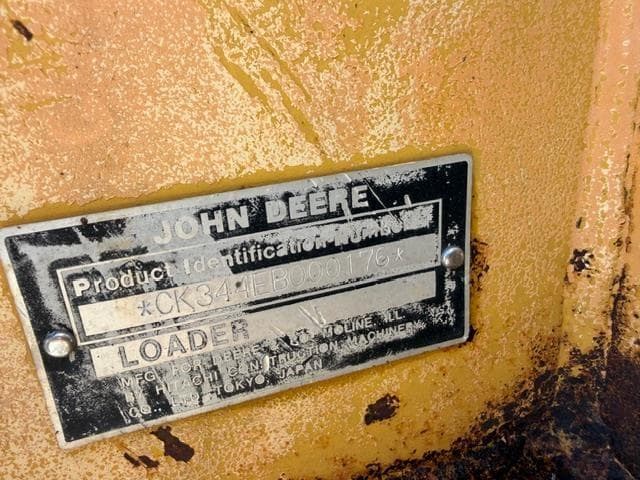 JOHN DEERE
Product Identification Number
*CK344EB000176*
LOADER
MFG. FOR DEERE & CO. MOLINE, ILL.
BY HITACHI CONSTRUCTION MACHINERY
CO., LTD. TOKYO, JAPAN